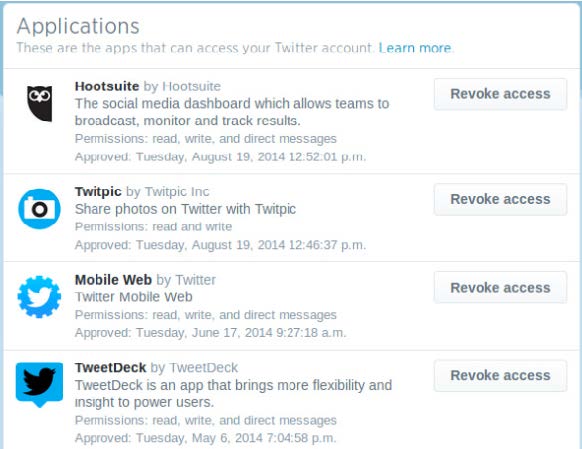 Applications
These are the apps that can access your Twitter account. Learn more.
Hootsuite by Hootsuite
Revoke access
The social media dashboard which allows teams to
broadcast, monitor and track results.
Permissions: read, write, and direct messages
Approved: Tuesday, August 19, 2014 12:52:01 p.m.
Twitpic by Twitpic Inc
Revoke access
Share photos on Twitter with Twitpic
Permissions: read and write
Approved: Tuesday, August 19, 2014 12:46:37 p.m.
Mobile Web by Twitter
Revoke access
Twitter Mobile Web
Permissions: read, write, and direct messages
Approved: Tuesday, June 17, 2014 9:27:18 a.m.
TweetDeck by TweetDeck
Revoke access
TweetDeck is an app that brings more flexibility and
insight to power users.
Permissions: read, write, and direct messages
Approved: Tuesday, May 6, 2014 7:04:58 p.m.